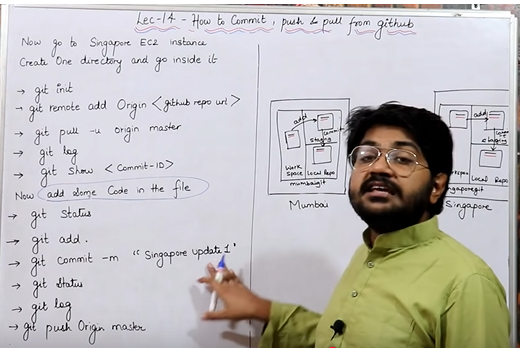 Lec-14 - How to Commit, push & pull from github
Now go to Singapore EC2 instance
Create One directory and go inside it
→ git init
→ git remote add Origin <github repo url>
→ git pull -u origin master
→ git log
→ git show <Commit-ID>
Now add Some Code in the file
→ git status
→ git add .
→ git commit -m "Singapore update 1"
→ git status
→ git log
→ git push Origin master
add
staging
Work Space
Local Repo
mumbaigit
Mumbai
add
staging
Local Repo
Singapore